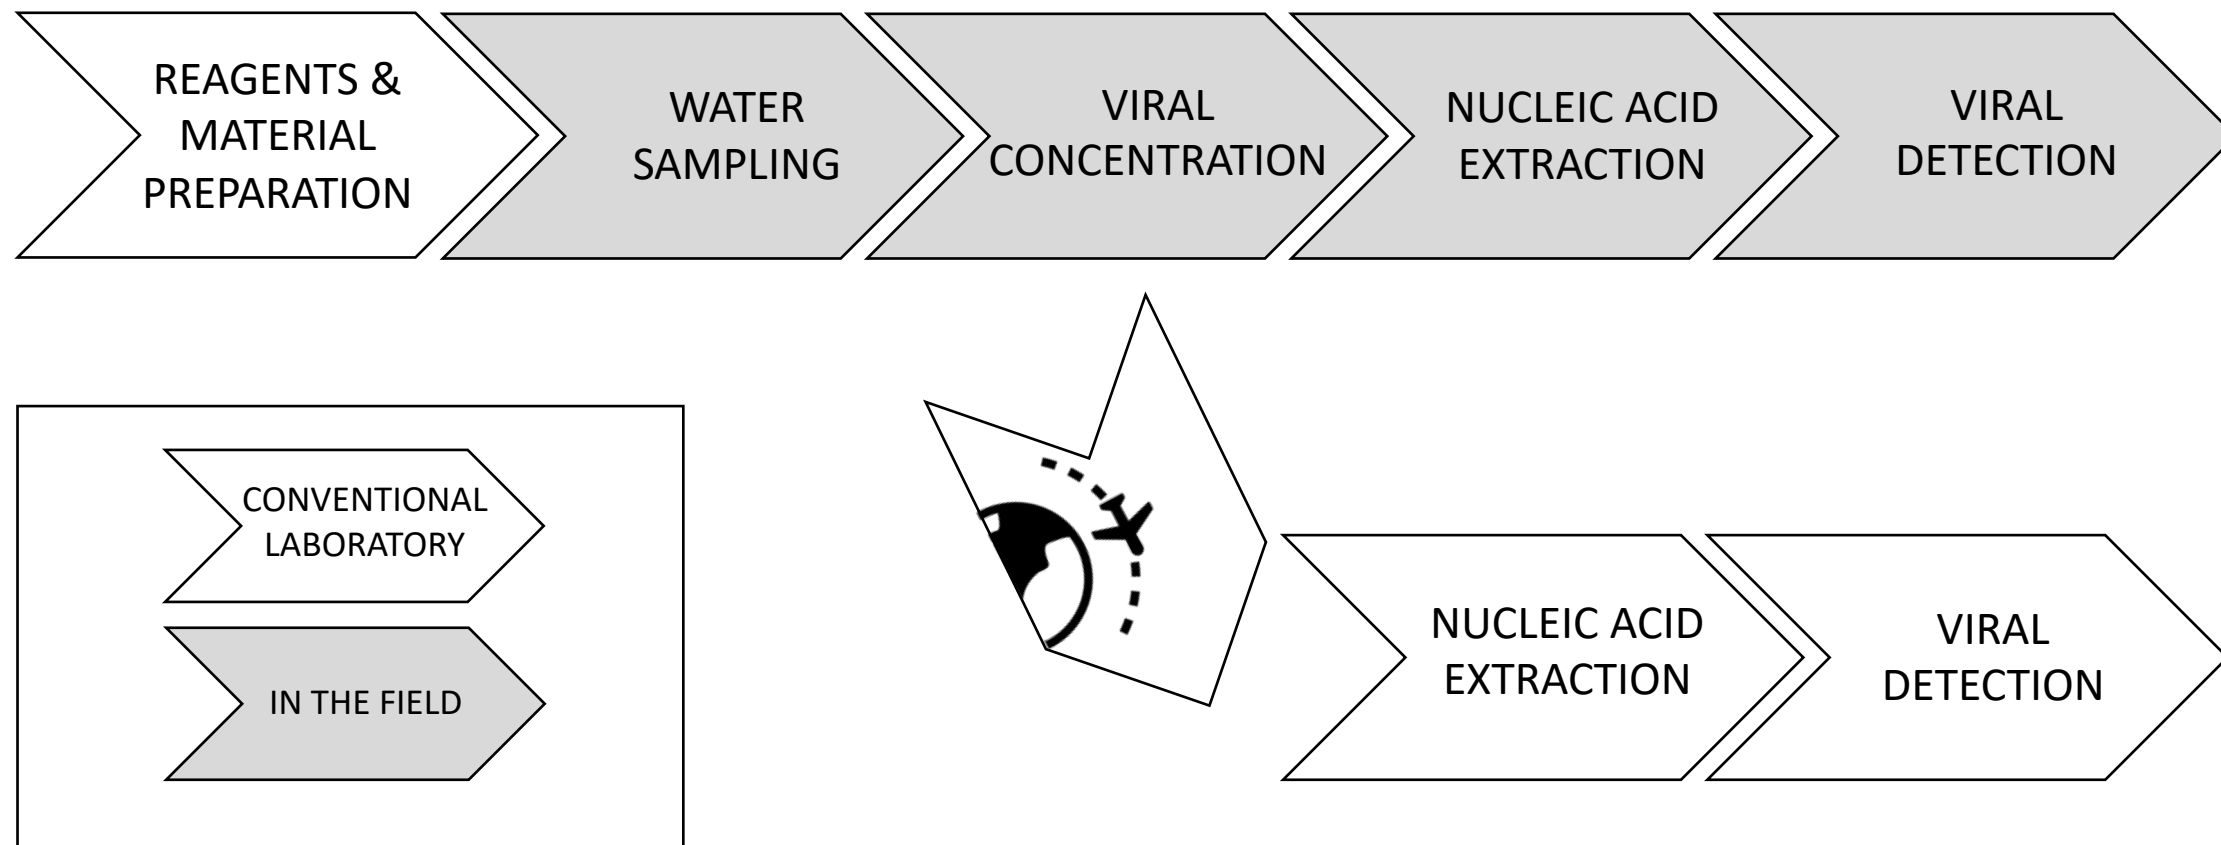 REAGENTS &
MATERIAL
PREPARATION
WATER
SAMPLING
VIRAL
CONCENTRATION
NUCLEIC ACID
EXTRACTION
VIRAL
DETECTION
CONVENTIONAL
LABORATORY
IN THE FIELD
NUCLEIC ACID
EXTRACTION
VIRAL
DETECTION